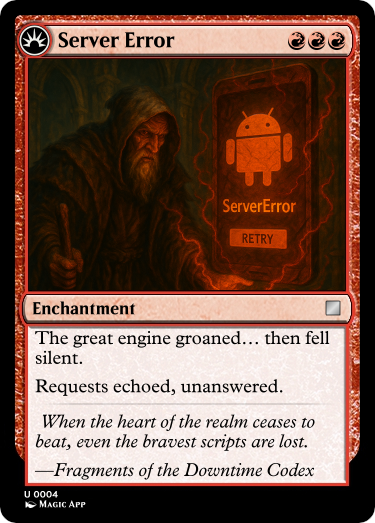 Server Error
ServerError
RETRY
Enchantment
The great engine groaned… then fell
silent.
Requests echoed, unanswered.
When the heart of the realm ceases to
beat, even the bravest scripts are lost.
—Fragments of the Downtime Codex
U 0004
Magic App